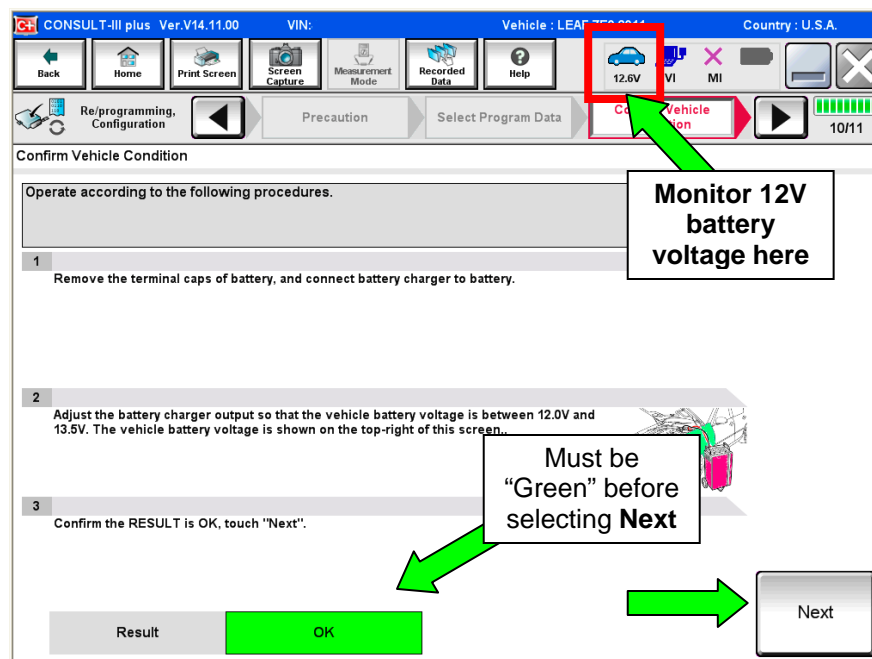 C+ CONSULT-III plus Ver.V14.11.00 VIN: Vehicle : LEAF Country : U.S.A.
Back Home Print Screen Screen Capture Measurement Mode Recorded Data Help 12.6V VI MI
Re/programming, Configuration Precaution Select Program Data Vehicle 10/11
Confirm Vehicle Condition
Operate according to the following procedures.
Monitor 12V
battery
voltage here
1
Remove the terminal caps of battery, and connect battery charger to battery.
2
Adjust the battery charger output so that the vehicle battery voltage is between 12.0V and
13.5V. The vehicle battery voltage is shown on the top-right of this screen..
Must be
“Green” before
selecting Next
3
Confirm the RESULT is OK, touch "Next".
Next
Result OK